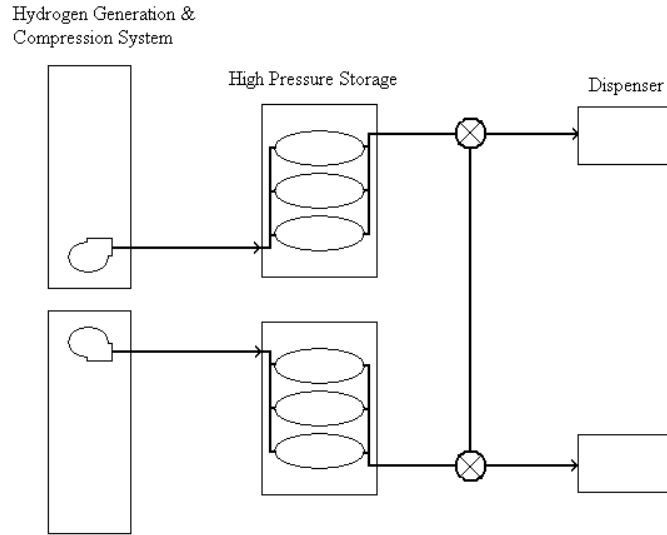 Hydrogen Generation &
Compression System
High Pressure Storage
Dispenser